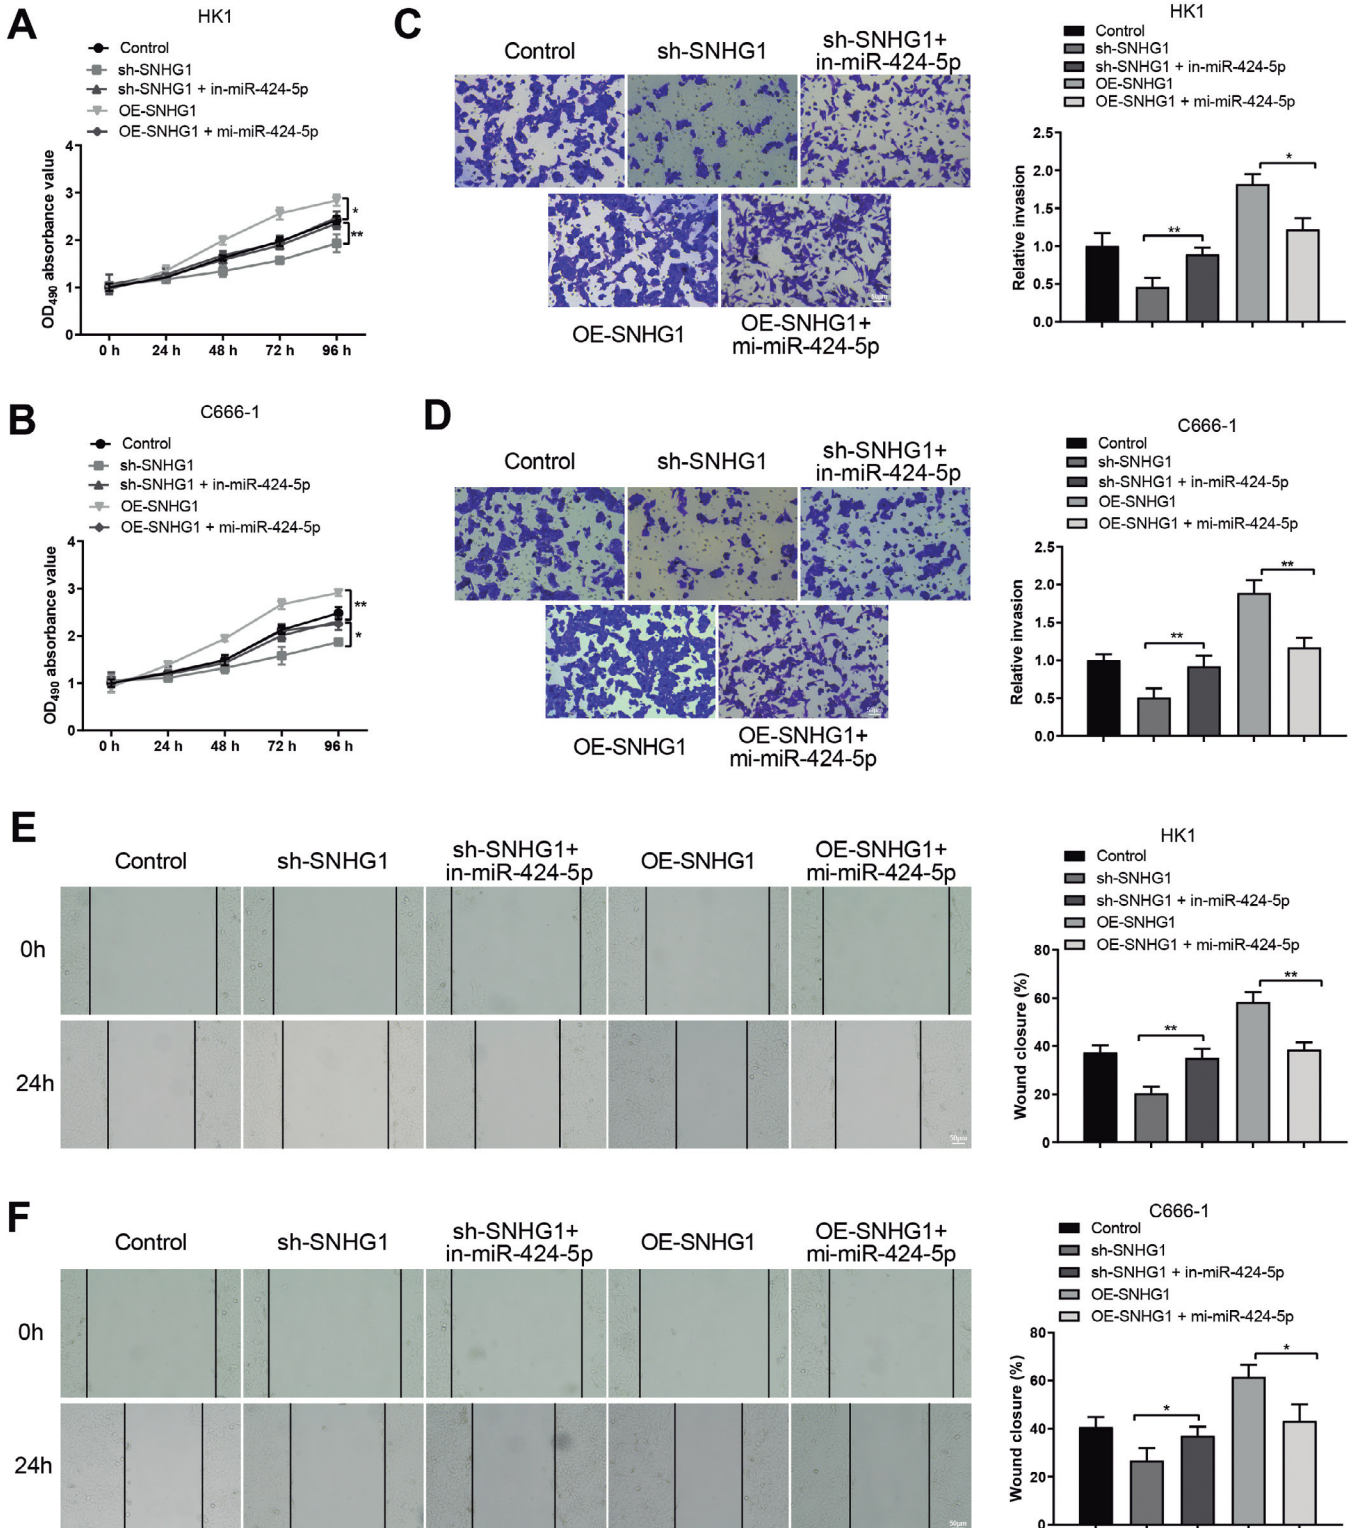 A
HK1
Control
sh-SNHG1
sh-SNHG1 + in-miR-424-5p
OE-SNHG1
OE-SNHG1 + mi-miR-424-5p
OD490 absorbance value
4
3
2
1
0
*
**
0 h 24 h 48 h 72 h 96 h
B
C666-1
Control
sh-SNHG1
sh-SNHG1 + in-miR-424-5p
OE-SNHG1
OE-SNHG1 + mi-miR-424-5p
OD490 absorbance value
4
3
2
1
0
**
*
0 h 24 h 48 h 72 h 96 h
C
Control
sh-SNHG1
sh-SNHG1+
in-miR-424-5p
50μm
OE-SNHG1
OE-SNHG1+
mi-miR-424-5p
HK1
Control
sh-SNHG1
sh-SNHG1 + in-miR-424-5p
OE-SNHG1
OE-SNHG1 + mi-miR-424-5p
Relative invasion
2.5
2.0
1.5
1.0
0.5
0.0
**
*
D
Control
sh-SNHG1
sh-SNHG1+
in-miR-424-5p
50μm
OE-SNHG1
OE-SNHG1+
mi-miR-424-5p
C666-1
Control
sh-SNHG1
sh-SNHG1 + in-miR-424-5p
OE-SNHG1
OE-SNHG1 + mi-miR-424-5p
Relative invasion
2.5
2.0
1.5
1.0
0.5
0.0
**
**
E
Control
sh-SNHG1
sh-SNHG1+
in-miR-424-5p
OE-SNHG1
OE-SNHG1+
mi-miR-424-5p
0h
24h
50μm
HK1
Control
sh-SNHG1
sh-SNHG1 + in-miR-424-5p
OE-SNHG1
OE-SNHG1 + mi-miR-424-5p
Wound closure (%)
80
60
40
20
0
**
**
F
Control
sh-SNHG1
sh-SNHG1+
in-miR-424-5p
OE-SNHG1
OE-SNHG1+
mi-miR-424-5p
0h
24h
50μm
C666-1
Control
sh-SNHG1
sh-SNHG1 + in-miR-424-5p
OE-SNHG1
OE-SNHG1 + mi-miR-424-5p
Wound closure (%)
80
60
40
20
0
*
*